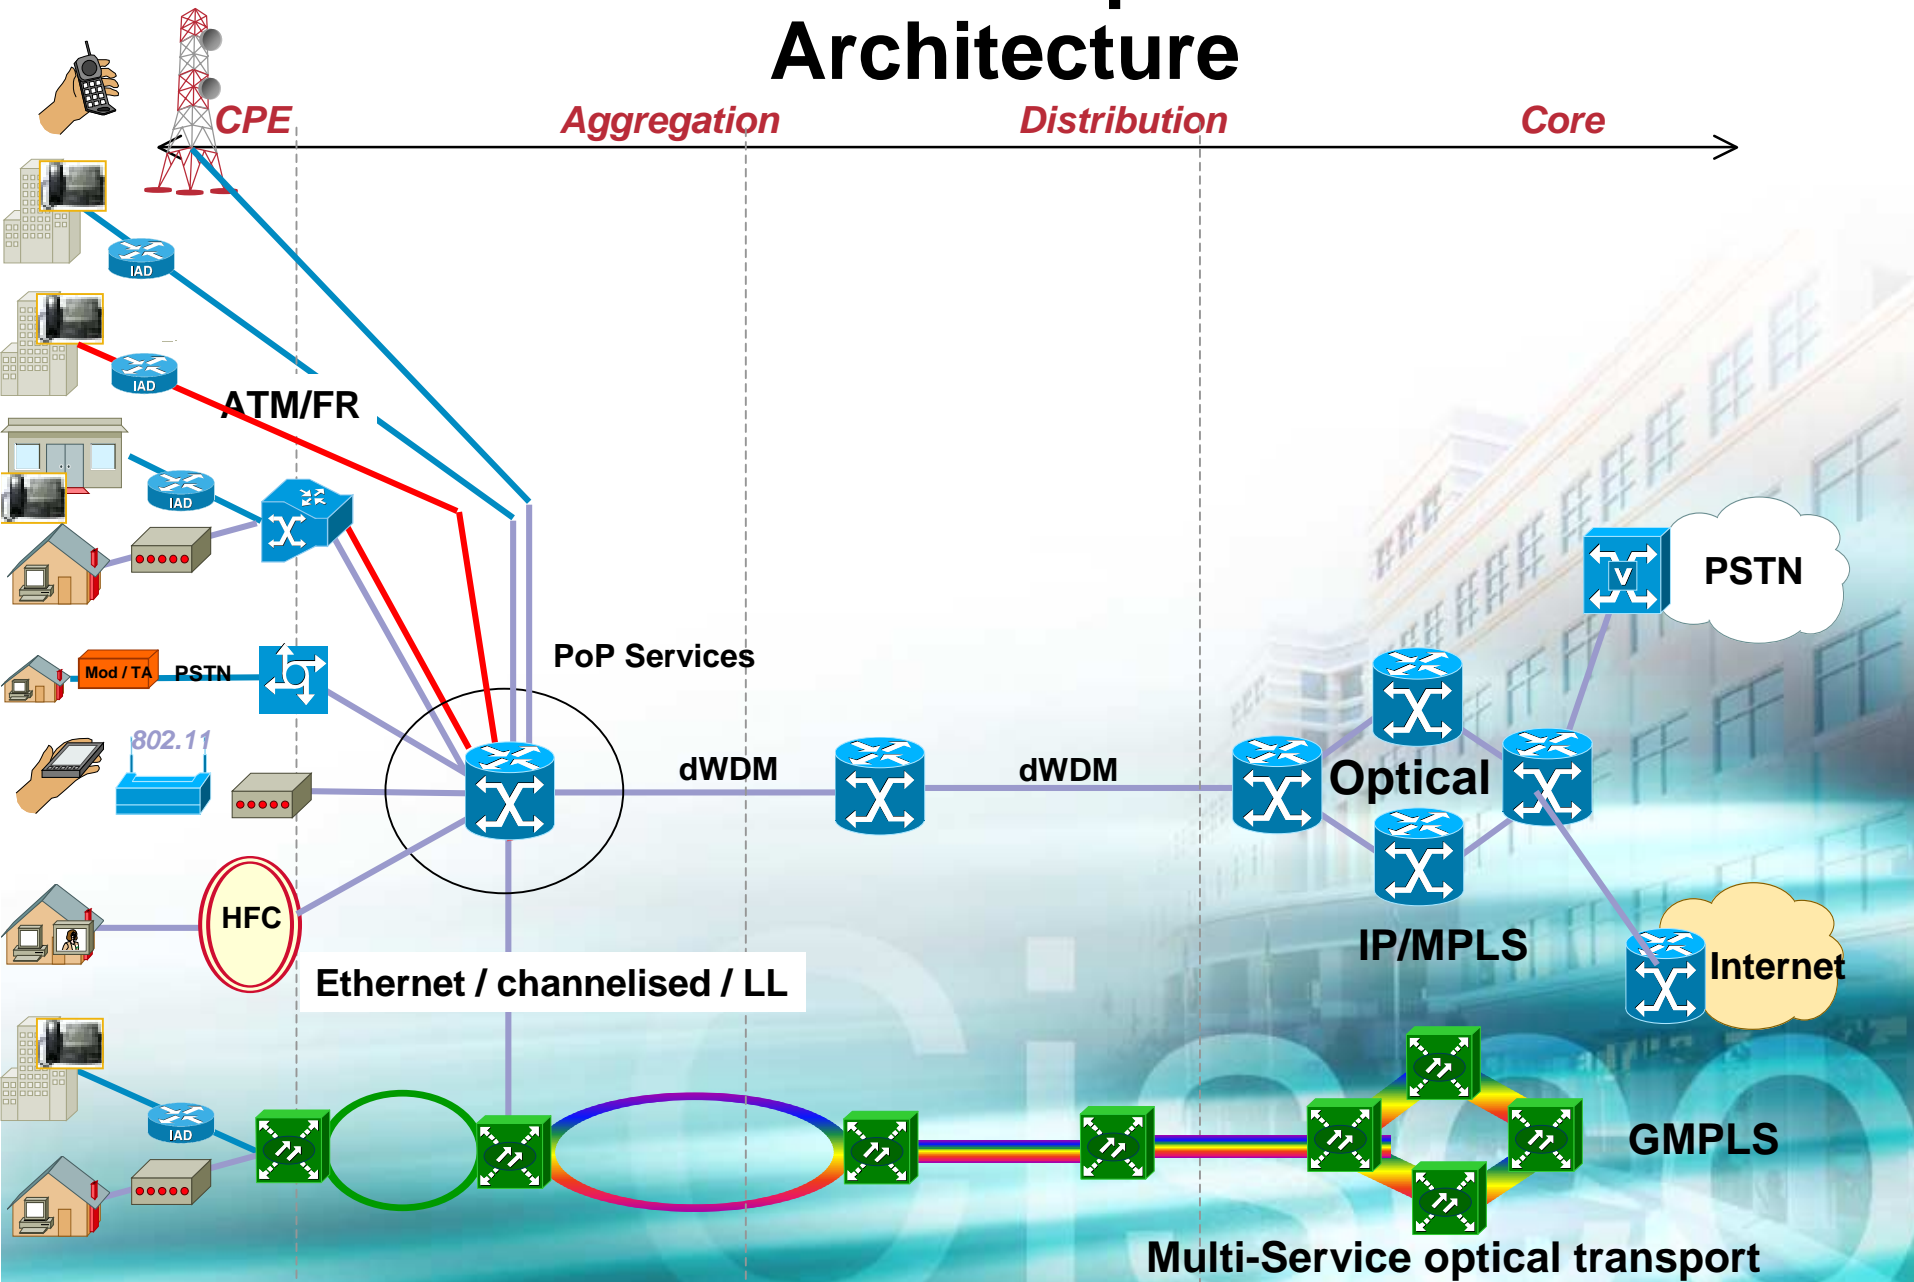 Architecture
CPE
Aggregation
Distribution
Core
IAD
IAD
ATM/FR
IAD
PSTN
PoP Services
Mod / TA
PSTN
802.11
dWDM
dWDM
Optical
HFC
IP/MPLS
Internet
Ethernet / channelised / LL
IAD
GMPLS
Multi-Service optical transport
Cisco
V